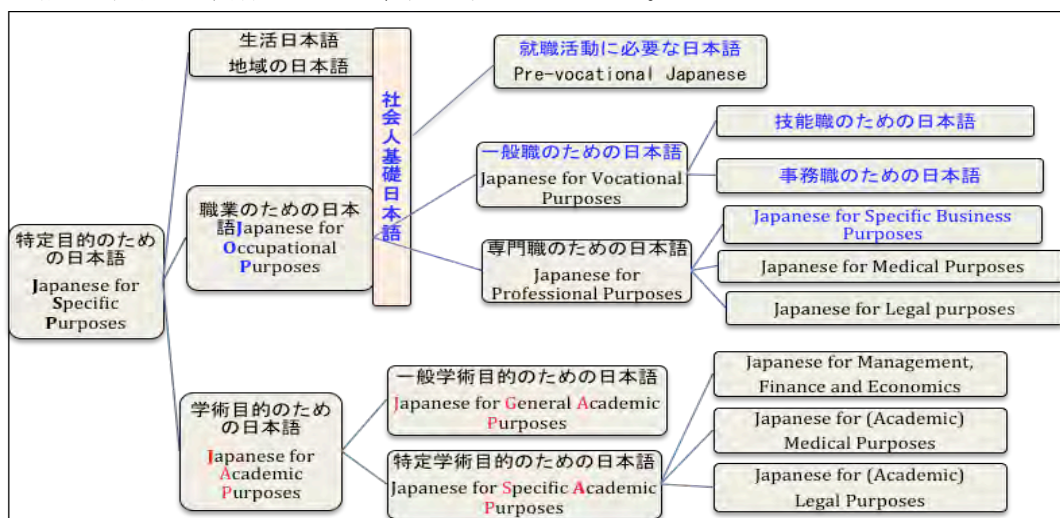 生活日本語
地域の日本語
社会人基礎日本語
就職活動に必要な日本語
Pre-vocational Japanese
一般職のための日本語
Japanese for Vocational
Purposes
技能職のための日本語
事務職のための日本語
特定目的のため
の日本語
Japanese for
Specific
Purposes
職業のための日本
語Japanese for
Occupational
Purposes
専門職のための日本語
Japanese for
Professional Purposes
Japanese for Specific Business
Purposes
Japanese for Medical Purposes
Japanese for Legal purposes
学術目的のため
の日本語
Japanese for
Academic
Purposes
一般学術目的のための日本語
Japanese for General Academic
Purposes
特定学術目的のための日本語
Japanese for Specific Academic
Purposes
Japanese for Management,
Finance and Economics
Japanese for (Academic)
Medical Purposes
Japanese for (Academic)
Legal Purposes